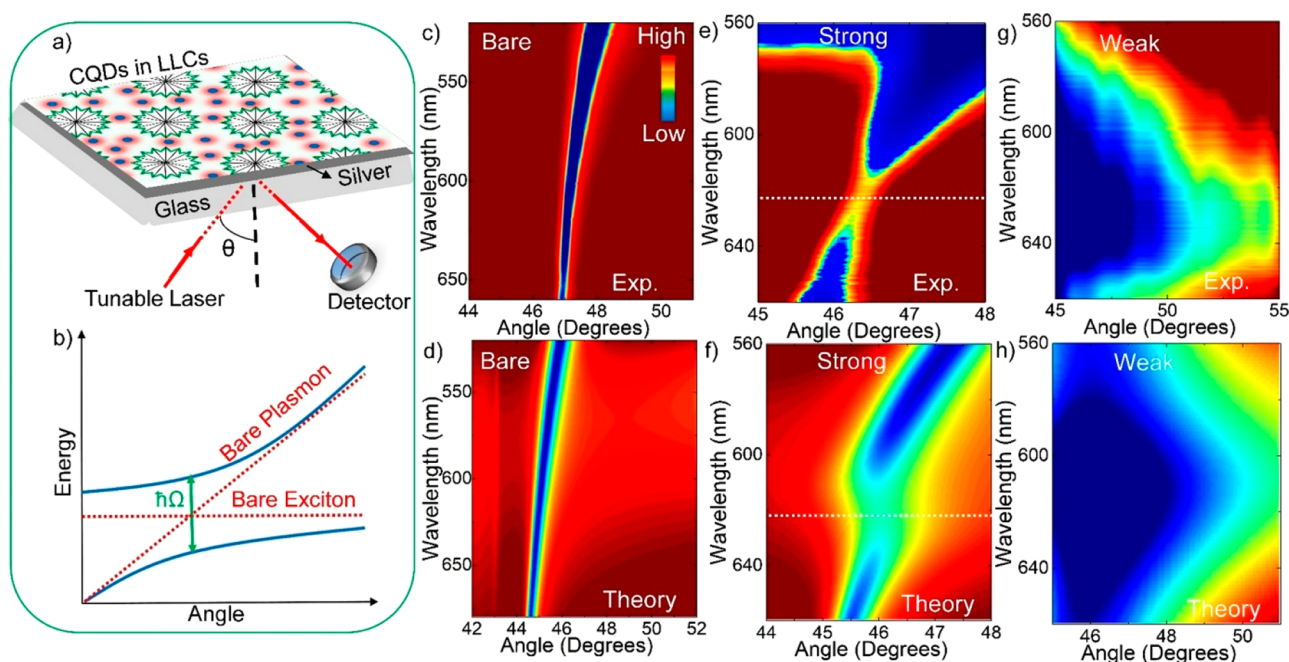 a)
CQDs in LLCs
Silver
Glass
θ
Tunable Laser
Detector
b)
Energy
Bare Plasmon
Bare Exciton
ħΩ
Angle
c)
Bare
High
Low
Exp.
Wavelength (nm)
550
600
650
44 46 48 50
Angle (Degrees)
d)
Bare
Theory
Wavelength (nm)
550
600
650
42 44 46 48 50 52
Angle (Degrees)
e)
Strong
Exp.
Wavelength (nm)
560
600
640
45 46 47 48
Angle (Degrees)
f)
Strong
Theory
Wavelength (nm)
560
600
640
44 45 46 47 48
Angle (Degrees)
g)
Weak
Exp.
Wavelength (nm)
560
600
640
45 50 55
Angle (Degrees)
h)
Weak
Theory
Wavelength (nm)
560
600
640
46 48 50
Angle (Degrees)